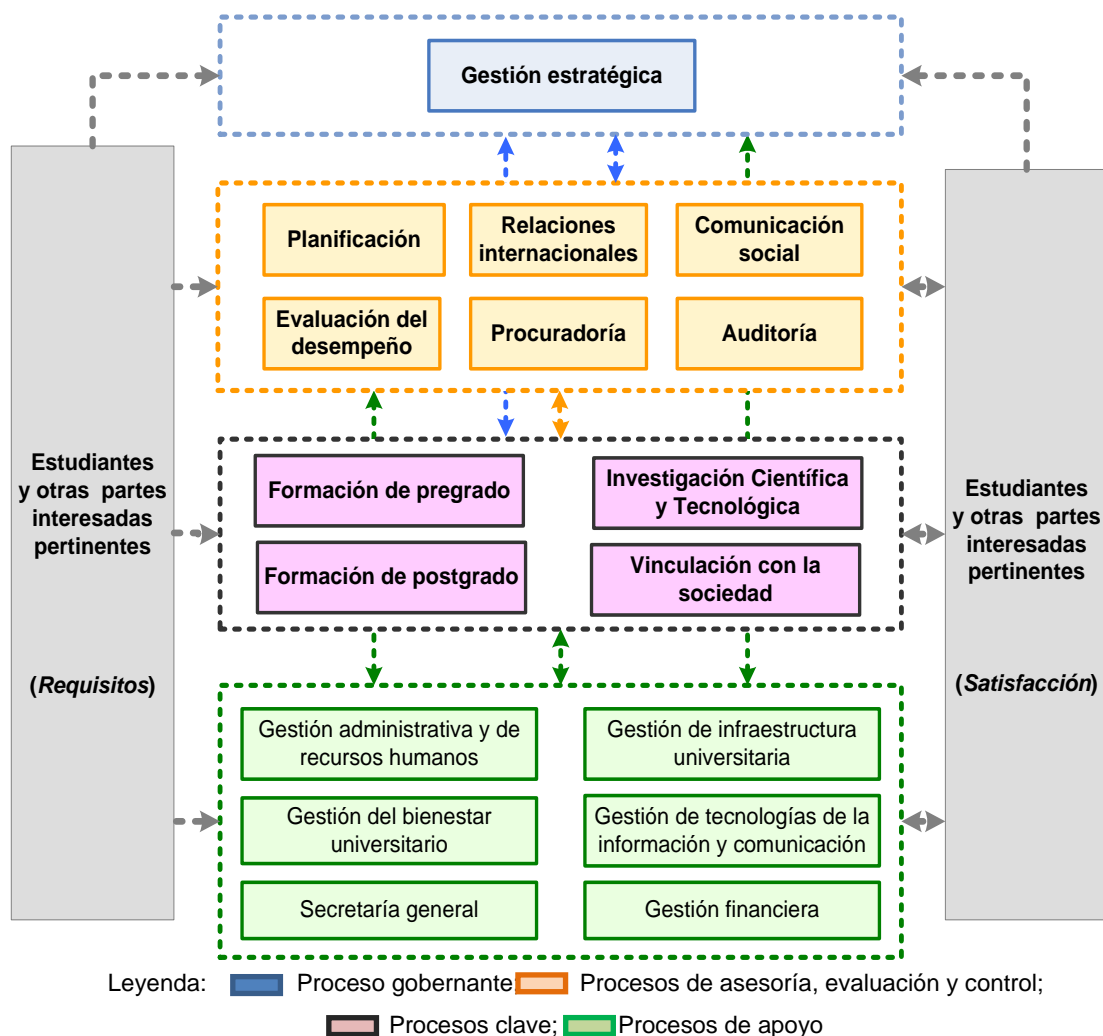 Gestión estratégica
Planificación
Relaciones
internacionales
Comunicación
social
Evaluación del
desempeño
Procuradoría
Auditoría
Estudiantes
y otras partes
interesadas
pertinentes
(Requisitos)
Formación de pregrado
Investigación Científica
y Tecnológica
Formación de postgrado
Vinculación con la
sociedad
Estudiantes
y otras partes
interesadas
pertinentes
(Satisfacción)
Gestión administrativa y de
recursos humanos
Gestión de infraestructura
universitaria
Gestión del bienestar
universitario
Gestión de tecnologías de la
información y comunicación
Secretaría general
Gestión financiera
Leyenda: Proceso gobernante Procesos de asesoría, evaluación y control;
Procesos clave; Procesos de apoyo